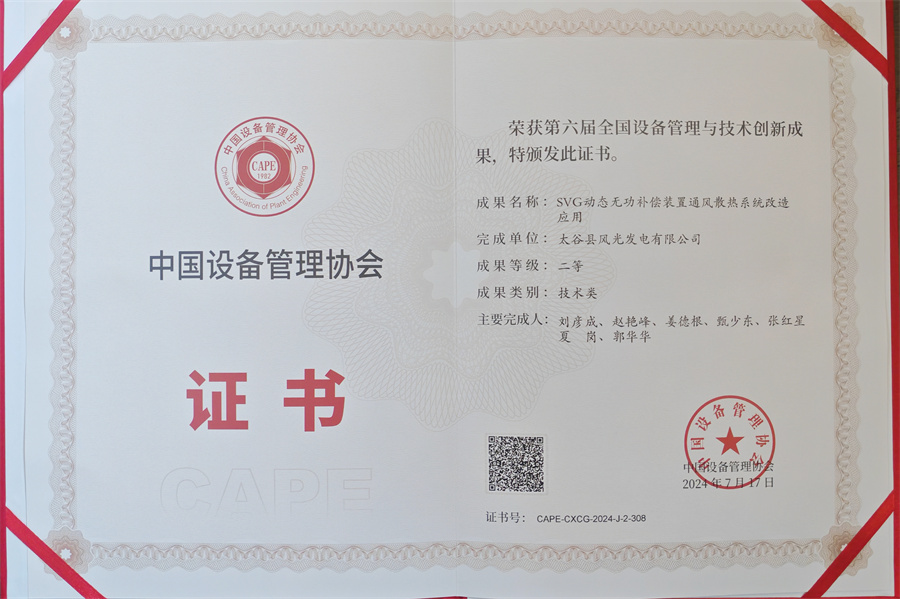 中国设备管理协会
CAPE
1982
China Association of Plant Engineering
中国设备管理协会
证书
CAPE
荣获第六届全国设备管理与技术创新成
果，特颁发此证书。
成果名称：SVG动态无功补偿装置通风散热系统改造
应用
完成单位：太谷县风光发电有限公司
成果等级：二等
成果类别：技术类
主要完成人：刘彦成、赵艳峰、姜德根、甄少东、张红星
夏 岗、郭华华
中国设备管理协会
中国设备管理协会
2024年7月17日
证书号：CAPE-CXCG-2024-J-2-308